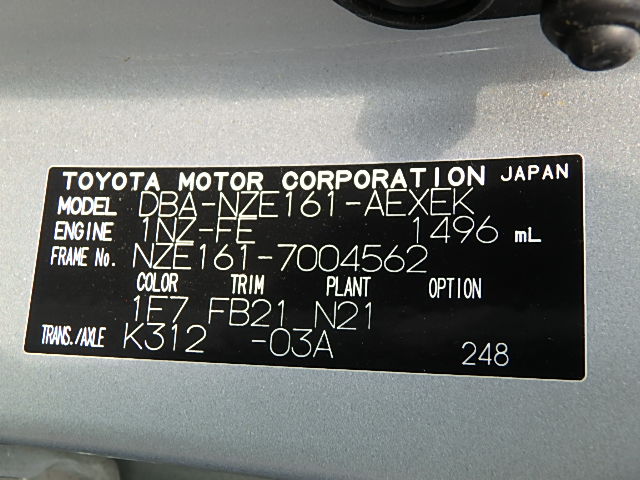 TOYOTA MOTOR CORPORATION JAPAN
MODEL DBA-NZE161-AEXEK
ENGINE 1NZ-FE 1496 mL
FRAME No. NZE161-7004562
COLOR TRIM PLANT OPTION
1E7 FB21 N21
TRANS./AXLE K312 -03A 248